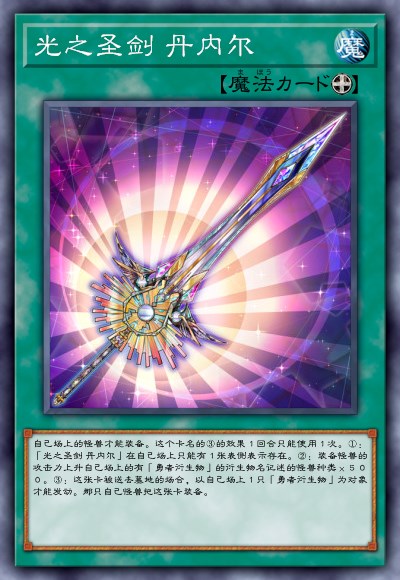 光之圣剑 丹内尔
魔
【魔法カード】
まほう
自己场上的怪兽才能装备。这个卡名的③的效果1回合只能使用1次。①：
「光之圣剑 丹内尔」在自己场上只能有1张表侧表示存在。②：装备怪兽的
攻击力上升自己场上的有「勇者衍生物」的衍生物名记述的怪兽种类×50
0。③：这张卡被送去墓地的场合，以自己场上1只「勇者衍生物」为对象
才能发动。那只自己怪兽把这张卡装备。